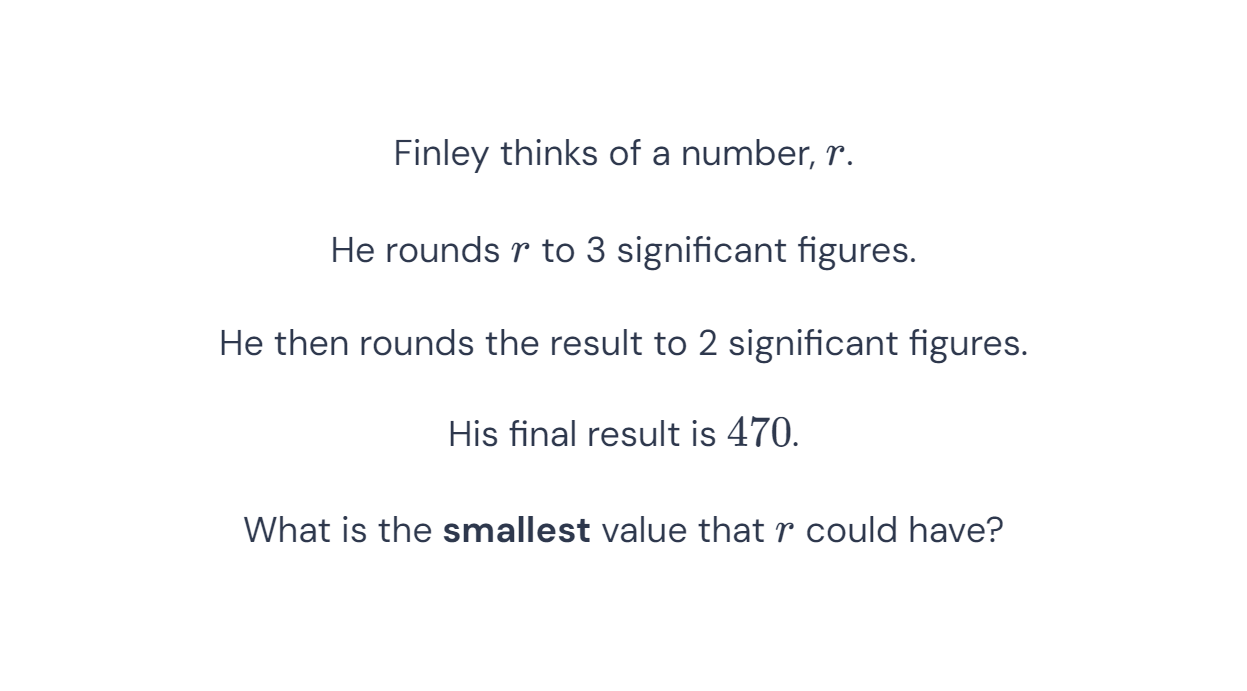 Finley thinks of a number, r.
He rounds r to 3 significant figures.
He then rounds the result to 2 significant figures.
His final result is 470.
What is the smallest value that r could have?